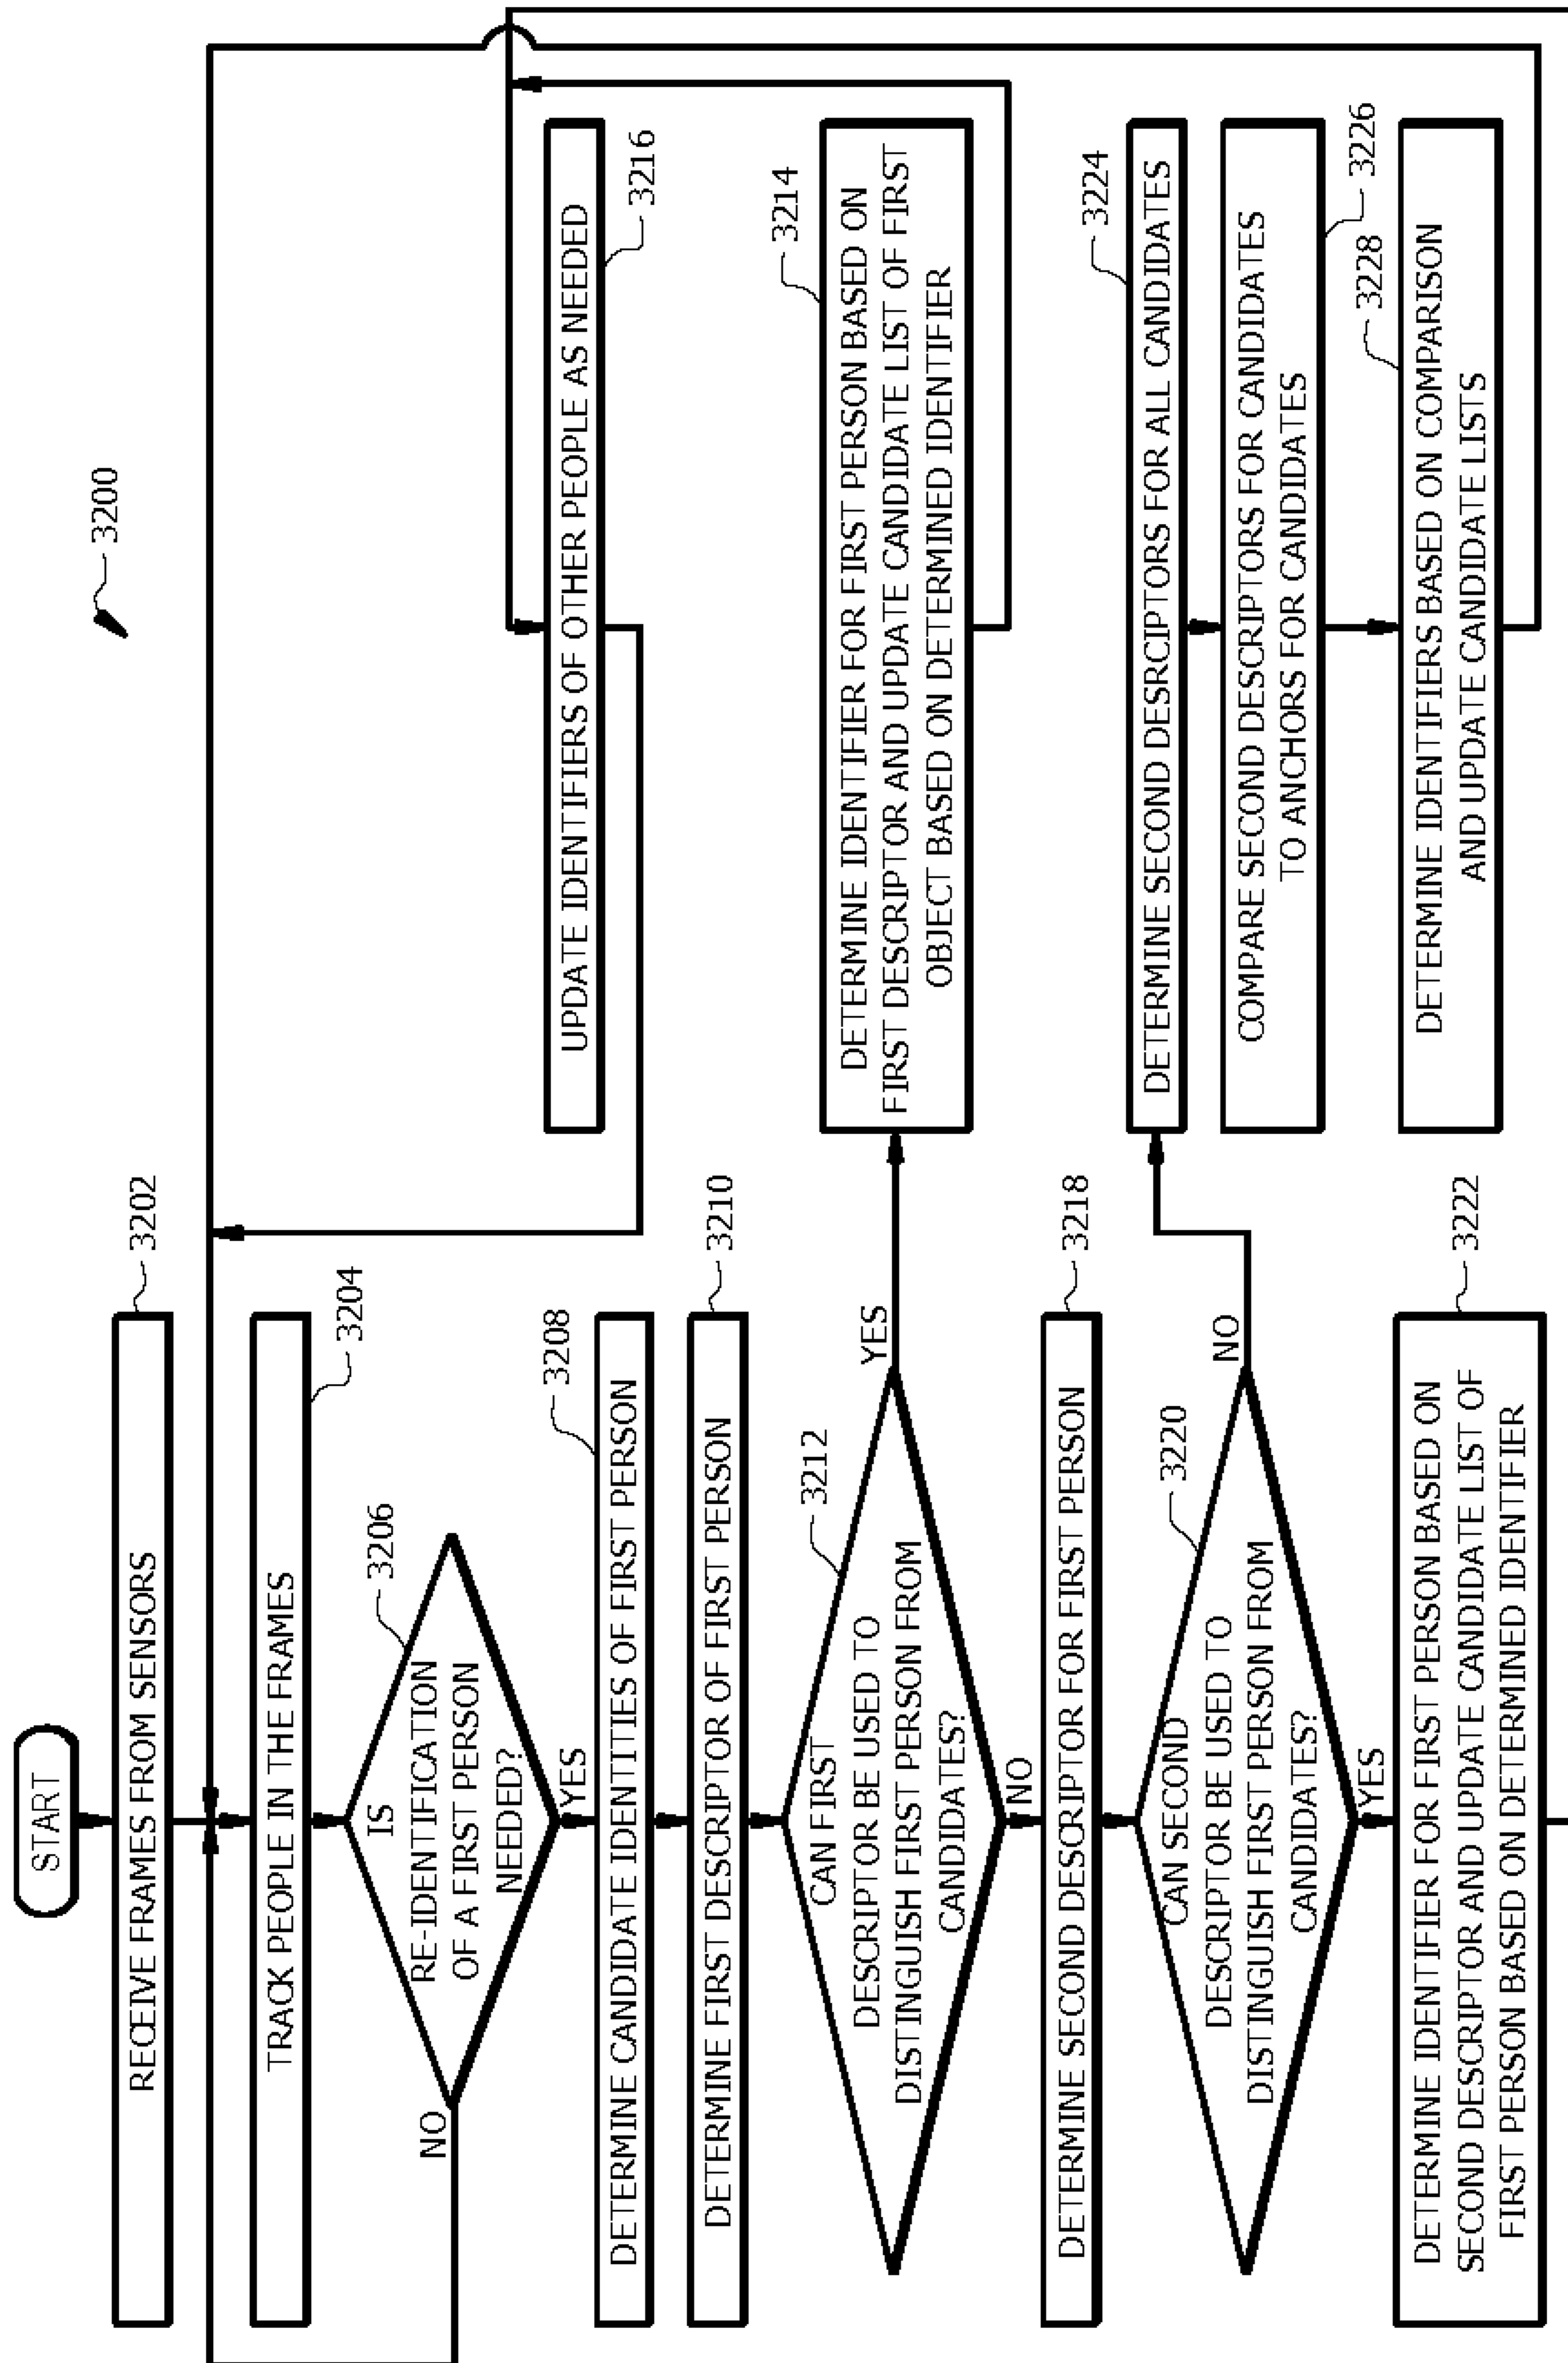 3200
START
RECEIVE FRAMES FROM SENSORS
3202
TRACK PEOPLE IN THE FRAMES
3204
IS
RE-IDENTIFICATION
OF A FIRST PERSON
NEEDED?
3206
NO
YES
DETERMINE CANDIDATE IDENTITIES OF FIRST PERSON
3208
DETERMINE FIRST DESCRIPTOR OF FIRST PERSON
3210
CAN FIRST
DESCRIPTOR BE USED TO
DISTINGUISH FIRST PERSON FROM
CANDIDATES?
3212
YES
NO
DETERMINE IDENTIFIER FOR FIRST PERSON BASED ON
FIRST DESCRIPTOR AND UPDATE CANDIDATE LIST OF FIRST
OBJECT BASED ON DETERMINED IDENTIFIER
3214
UPDATE IDENTIFIERS OF OTHER PEOPLE AS NEEDED
3216
DETERMINE SECOND DESCRIPTOR FOR FIRST PERSON
3218
CAN SECOND
DESCRIPTOR BE USED TO
DISTINGUISH FIRST PERSON FROM
CANDIDATES?
3220
NO
YES
DETERMINE IDENTIFIER FOR FIRST PERSON BASED ON
SECOND DESCRIPTOR AND UPDATE CANDIDATE LIST OF
FIRST PERSON BASED ON DETERMINED IDENTIFIER
3222
DETERMINE SECOND DESRCIPTORS FOR ALL CANDIDATES
3224
COMPARE SECOND DESCRIPTORS FOR CANDIDATES
TO ANCHORS FOR CANDIDATES
3226
DETERMINE IDENTIFIERS BASED ON COMPARISON
AND UPDATE CANDIDATE LISTS
3228